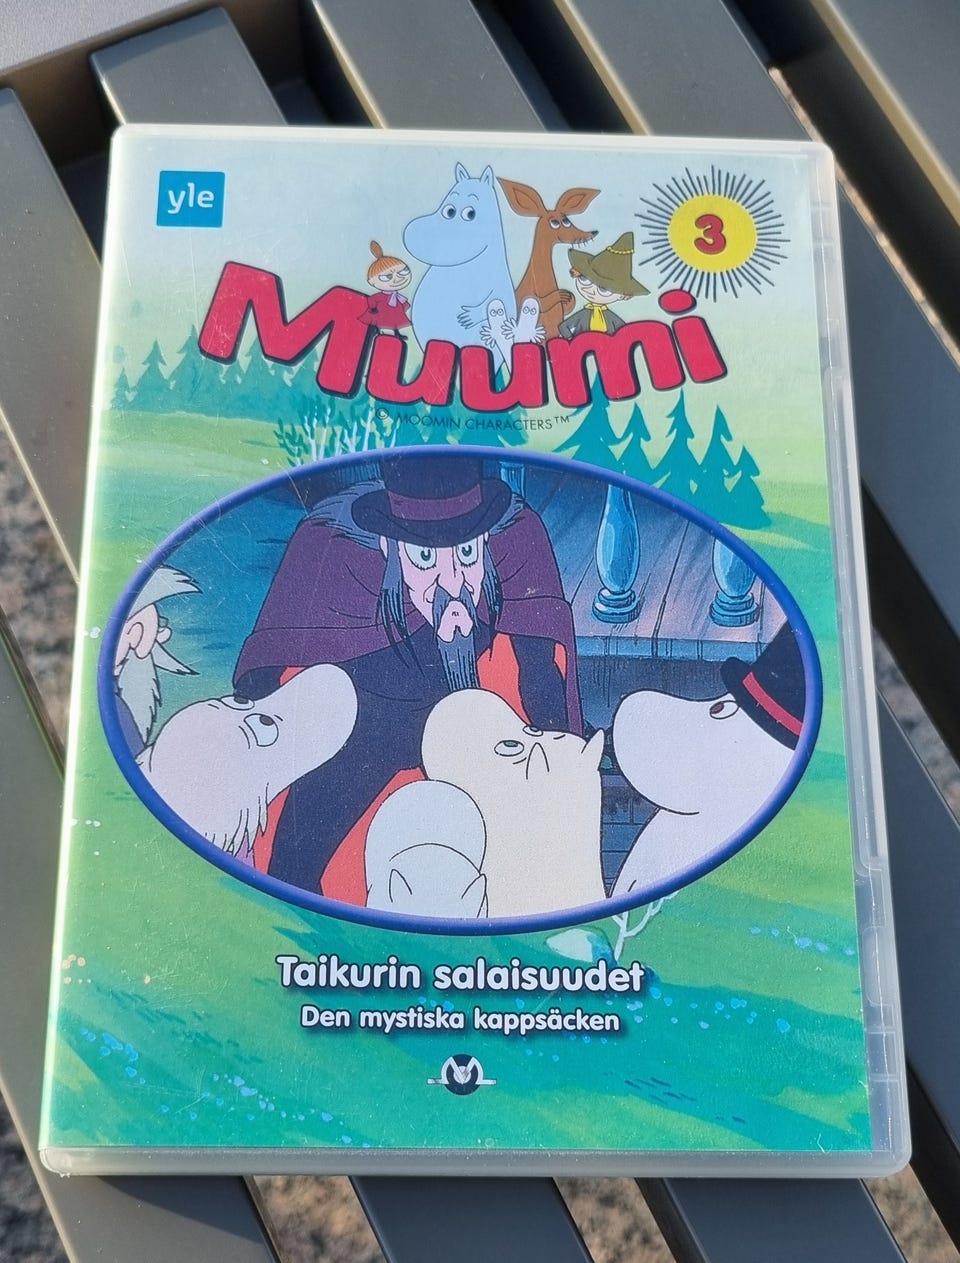 yle
3
Muumi
© MOOMIN CHARACTERS™
Taikurin salaisuudet
Den mystiska kappsäcken